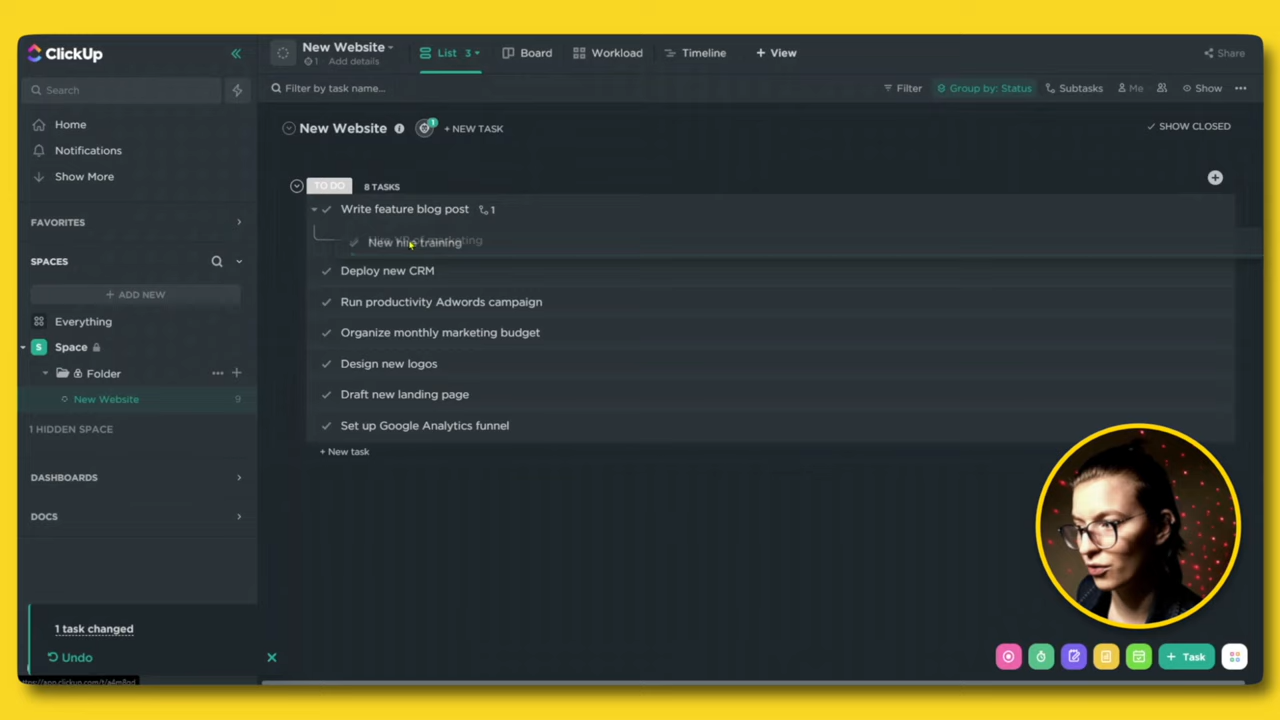 ClickUp
Search
Home
Notifications
Show More
FAVORITES
SPACES
+ ADD NEW
Everything
S Space
Folder
New Website 9
1 HIDDEN SPACE
DASHBOARDS
DOCS
1 task changed
Undo
New Website
1 Add details
List 3
Board
Workload
Timeline
+ View
Share
Filter by task name...
Filter
Group by: Status
Subtasks
Me
Show
New Website
1
+ NEW TASK
SHOW CLOSED
TO DO
8 TASKS
Write feature blog post 1
New hire training
marketing
Deploy new CRM
Run productivity Adwords campaign
Organize monthly marketing budget
Design new logos
Draft new landing page
Set up Google Analytics funnel
+ New task
+ Task